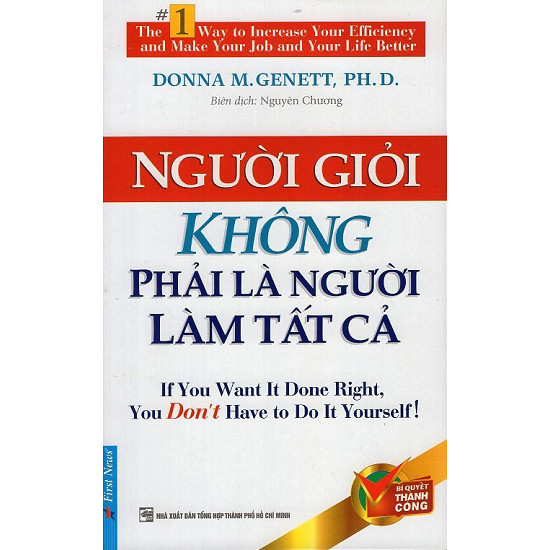 The #1 Way to Increase Your Efficiency
and Make Your Job and Your Life Better
DONNA M. GENETT, PH.D.
Biên dịch: Nguyên Chương
NGƯỜI GIỎI
KHÔNG
PHẢI LÀ NGƯỜI
LÀM TẤT CẢ
If You Want It Done Right,
You Don't Have to Do It Yourself!
First News
NHÀ XUẤT BẢN TỔNG HỢP THÀNH PHỐ HỒ CHÍ MINH
BÍ QUYẾT
THÀNH
CÔNG